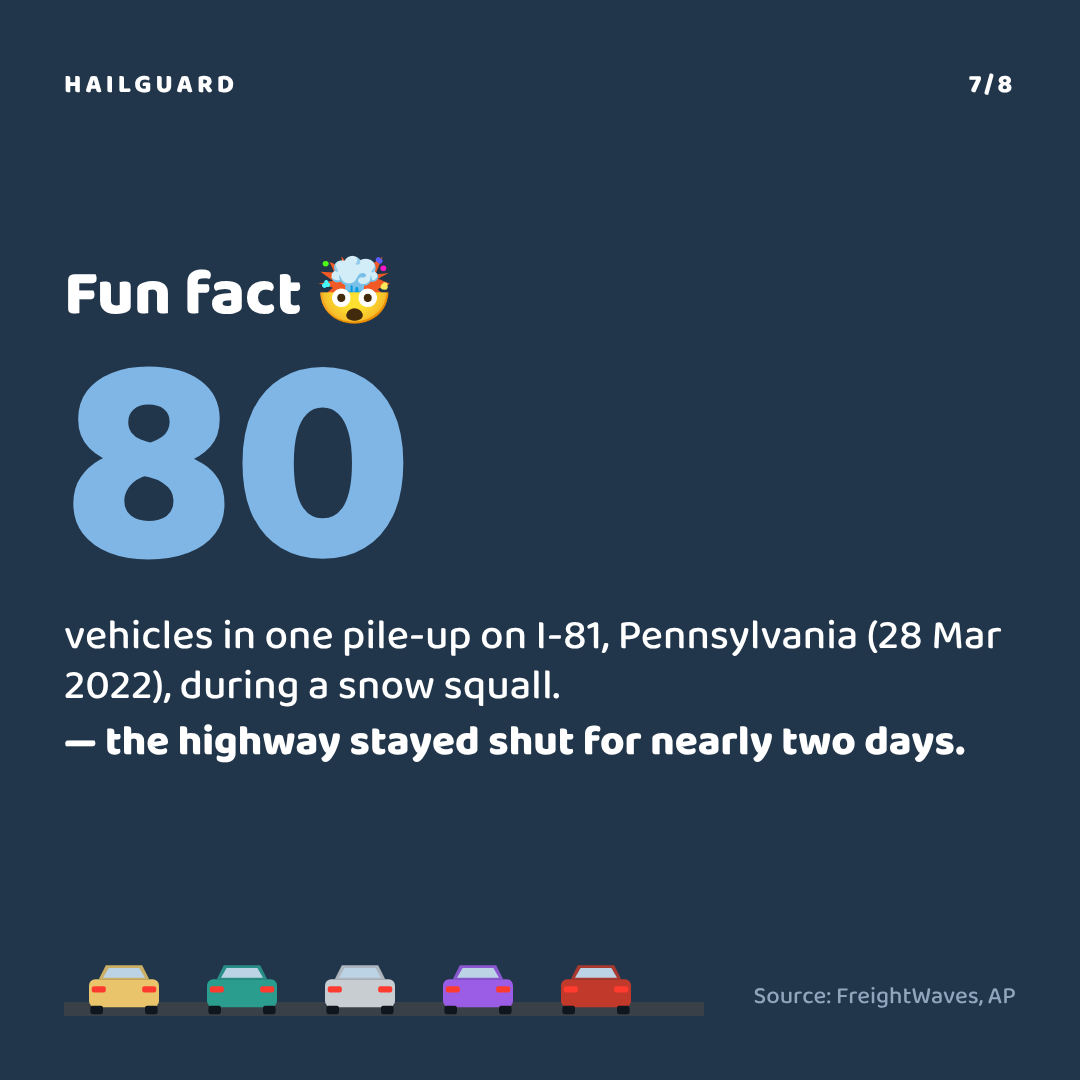 HAILGUARD
7/8
Fun fact 🤯
80
vehicles in one pile-up on I-81, Pennsylvania (28 Mar
2022), during a snow squall.
— the highway stayed shut for nearly two days.
Source: FreightWaves, AP